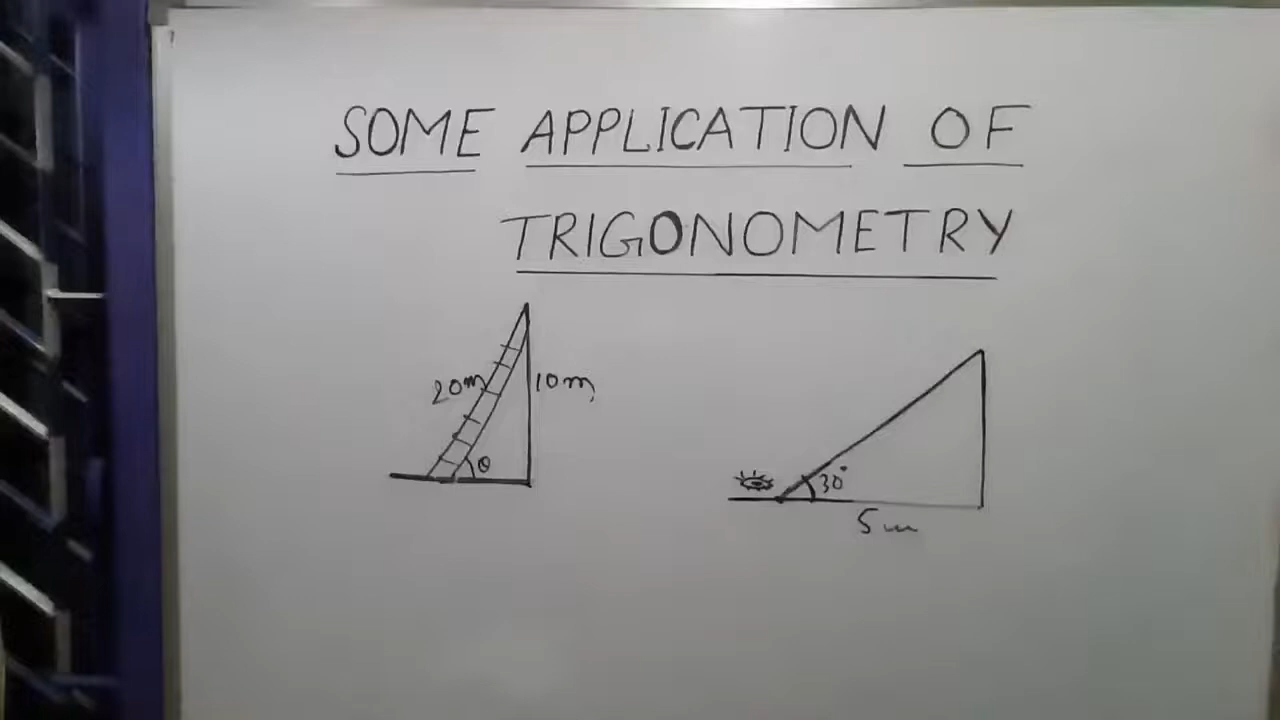 SOME APPLICATION OF
TRIGONOMETRY
20m
10m
θ
30°
5m